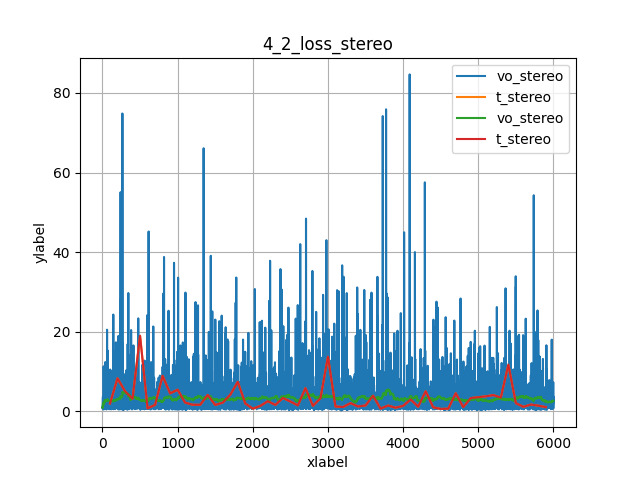 4_2_loss_stereo
vo_stereo
t_stereo
vo_stereo
t_stereo
80
60
40
20
0
ylabel
0 1000 2000 3000 4000 5000 6000
xlabel